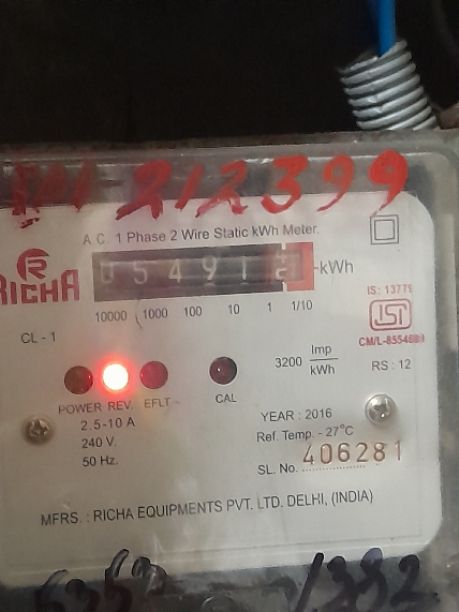 212399
A.C. 1 Phase 2 Wire Static kWh Meter.
R
RICHA
05491 kWh
10000 1000 100 10 1 1/10
IS: 13779
ISI
CL - 1
3200 Imp/kWh
RS : 12
POWER REV. EFLT CAL
2.5-10 A
240 V.
50 Hz.
YEAR : 2016
Ref. Temp. - 27°C
SL. No. 406281
MFRS. : RICHA EQUIPMENTS PVT. LTD. DELHI, (INDIA)
1382